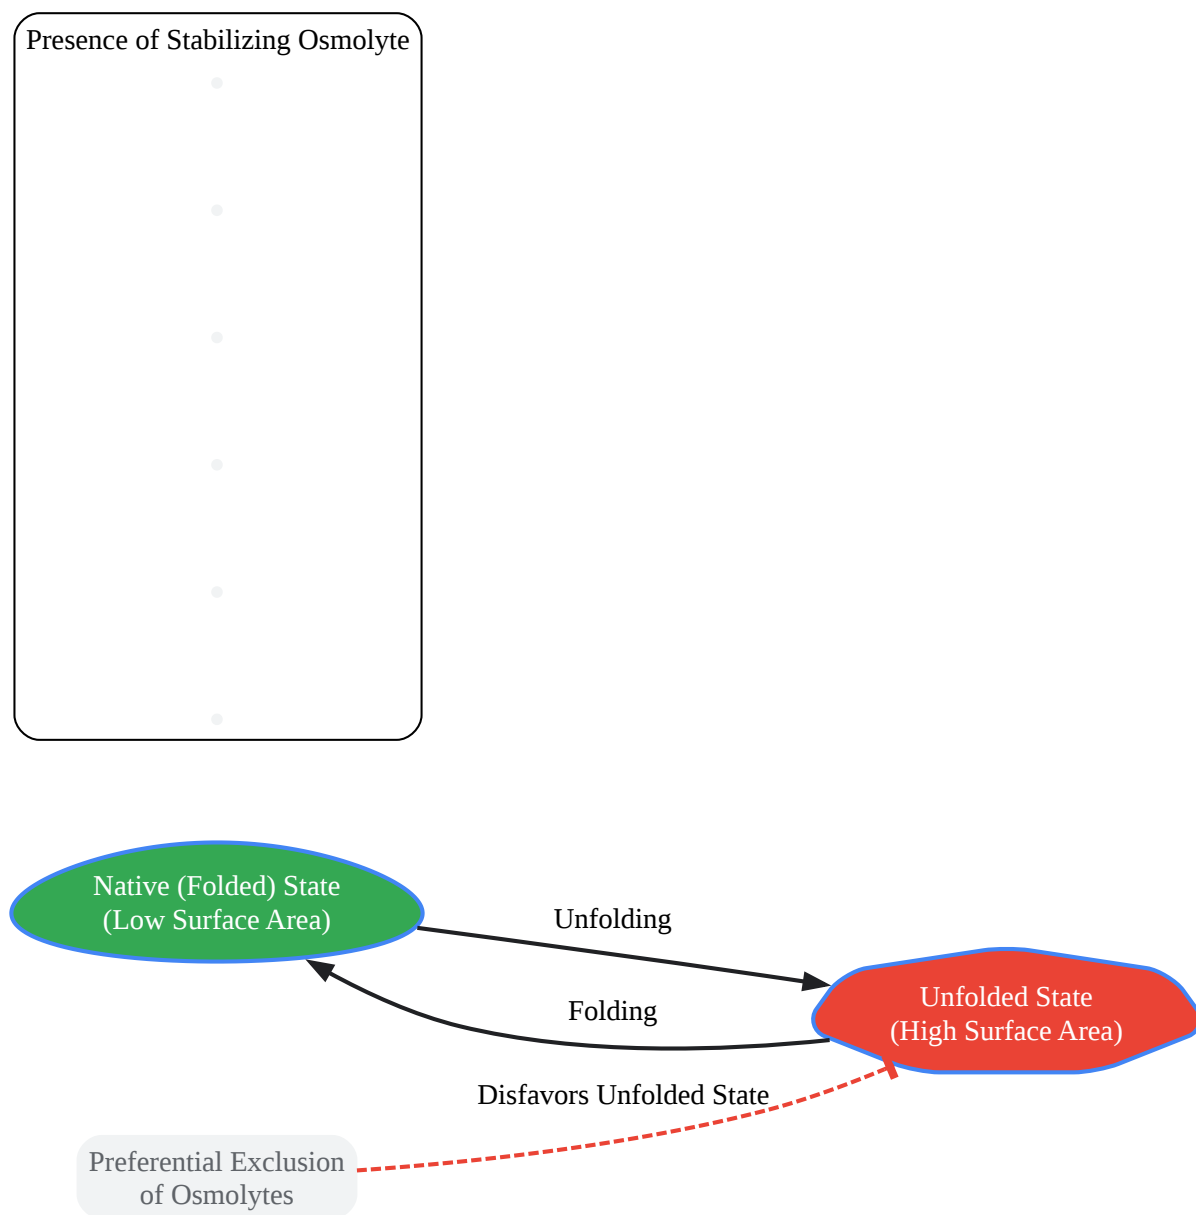 Presence of Stabilizing Osmolyte
Native (Folded) State
(Low Surface Area)
Unfolding
Folding
Unfolded State
(High Surface Area)
Disfavors Unfolded State
Preferential Exclusion
of Osmolytes